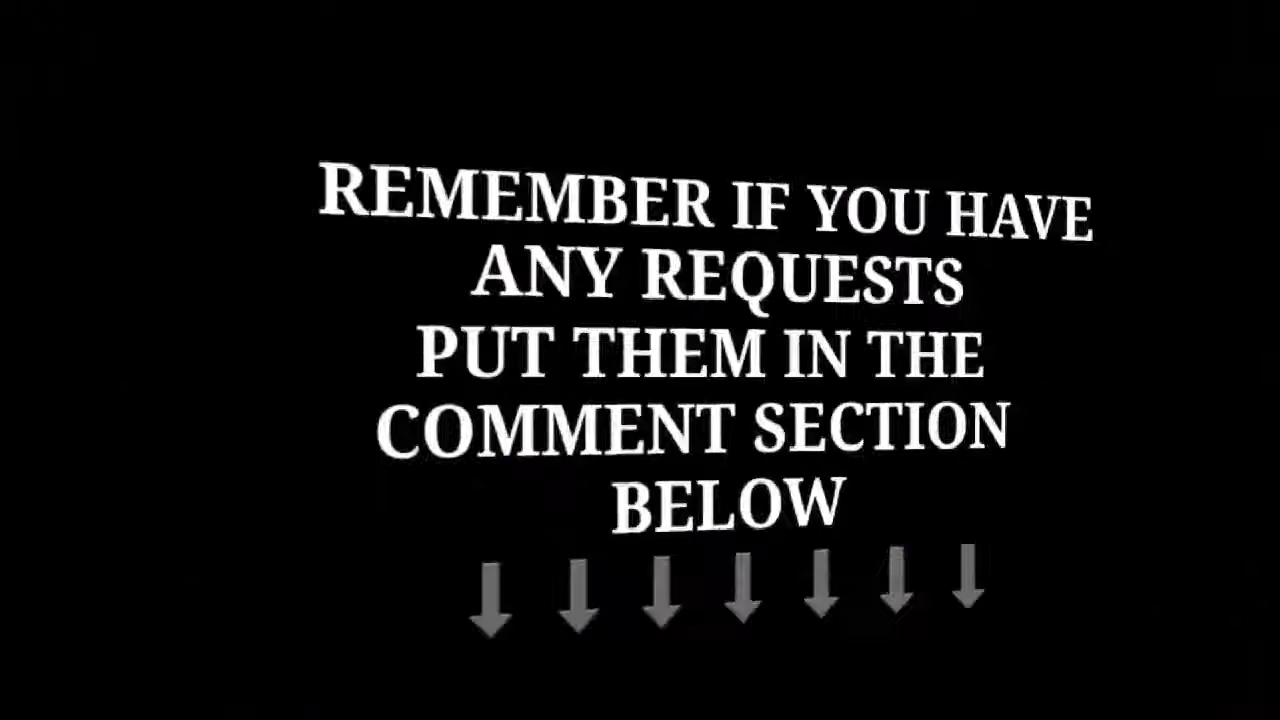 REMEMBER IF YOU HAVE
ANY REQUESTS
PUT THEM IN THE
COMMENT SECTION
BELOW